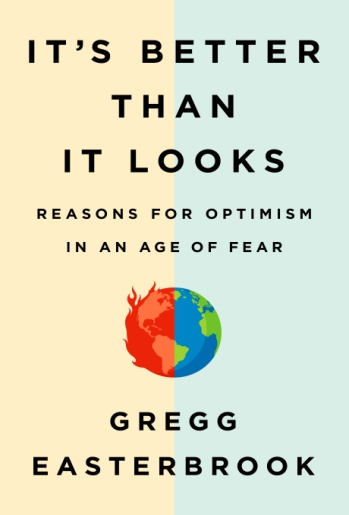 IT'S BETTER
THAN
IT LOOKS
REASONS FOR OPTIMISM
IN AN AGE OF FEAR
GREGG
EASTERBROOK